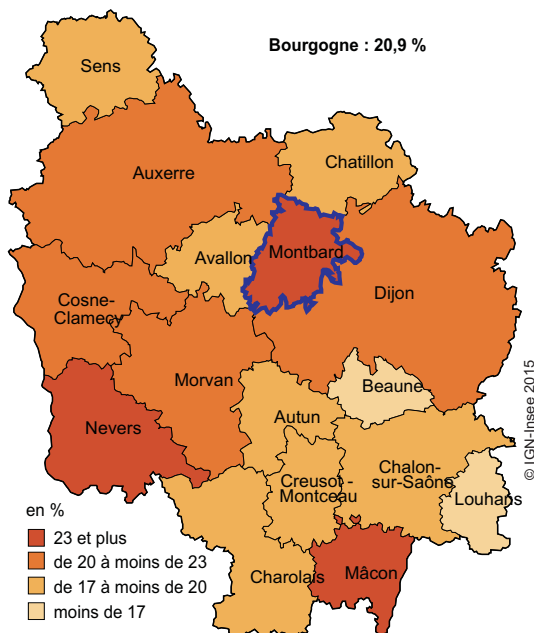 Bourgogne : 20,9 %
Sens
Chatillon
Auxerre
Avallon
Montbard
Dijon
Cosne-
Clamecy
Morvan
Beaune
Autun
Nevers
Creusot -
Montceau
Chalon-
sur-Saône
Louhans
Charolais
Mâcon
en %
23 et plus
de 20 à moins de 23
de 17 à moins de 20
moins de 17
© IGN-Insee 2015